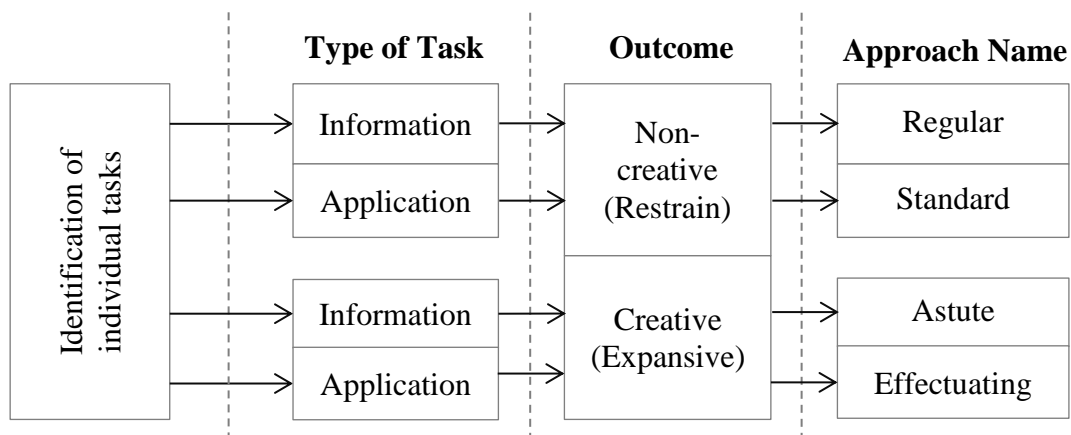 Type of Task
Outcome
Approach Name
Identification of
individual tasks
Information
Application
Information
Application
Non-
creative
(Restrain)
Creative
(Expansive)
Regular
Standard
Astute
Effectuating